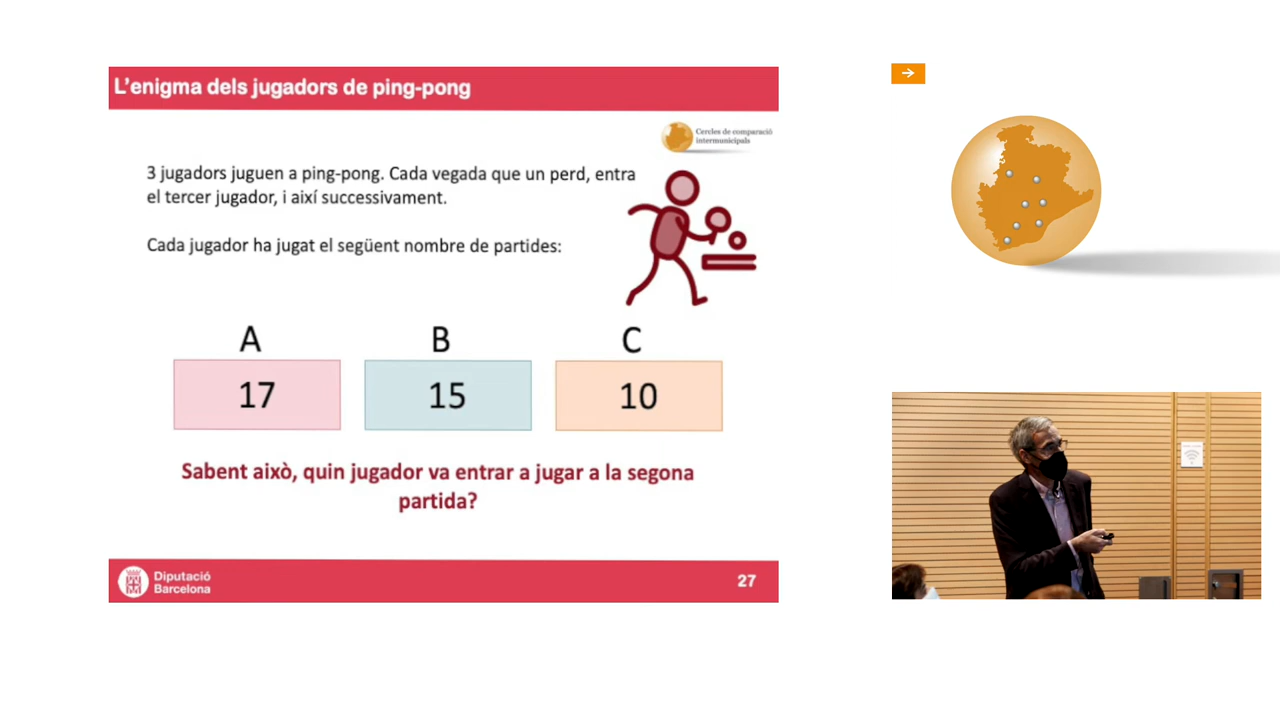 L'enigma dels jugadors de ping-pong
Cercles de comparació
intermunicipals
3 jugadors juguen a ping-pong. Cada vegada que un perd, entra
el tercer jugador, i així successivament.
Cada jugador ha jugat el següent nombre de partides:
A B C
17 15 10
Sabent això, quin jugador va entrar a jugar a la segona
partida?
Diputació
Barcelona
27